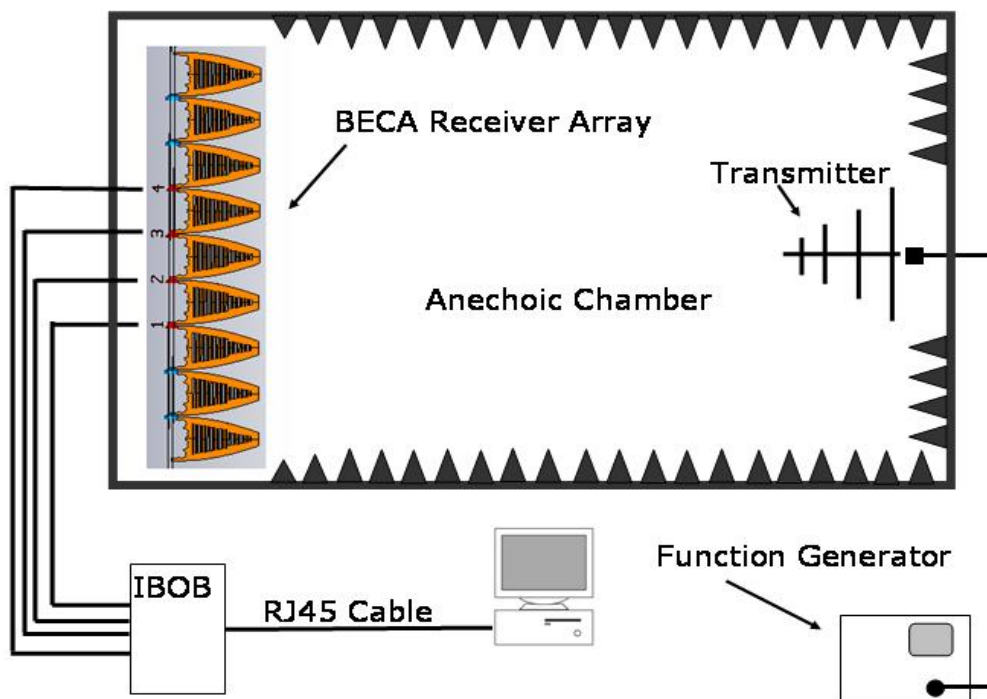 BECA Receiver Array
Transmitter
4
3
2
1
Anechoic Chamber
IBOB
RJ45 Cable
Function Generator